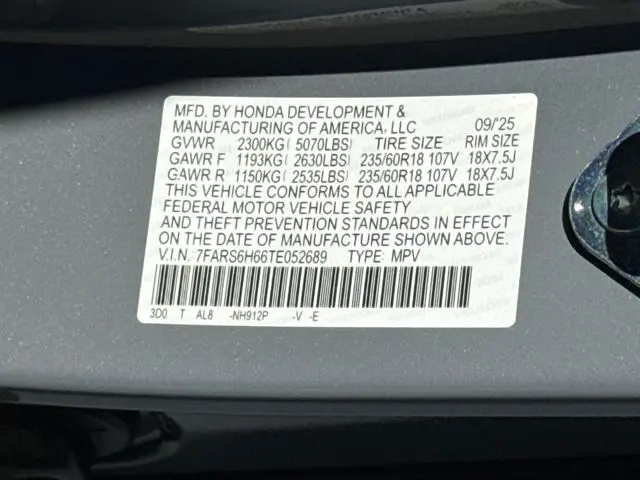 MFD. BY HONDA DEVELOPMENT &
MANUFACTURING OF AMERICA, LLC 09/'25
GVWR 2300KG ( 5070LBS) TIRE SIZE RIM SIZE
GAWR F 1193KG ( 2630LBS) 235/60R18 107V 18X7.5J
GAWR R 1150KG ( 2535LBS) 235/60R18 107V 18X7.5J
THIS VEHICLE CONFORMS TO ALL APPLICABLE
FEDERAL MOTOR VEHICLE SAFETY
AND THEFT PREVENTION STANDARDS IN EFFECT
ON THE DATE OF MANUFACTURE SHOWN ABOVE.
V.I.N.: 7FARS6H66TE052689 TYPE: MPV
3D0 T AL8 -NH912P -V -E